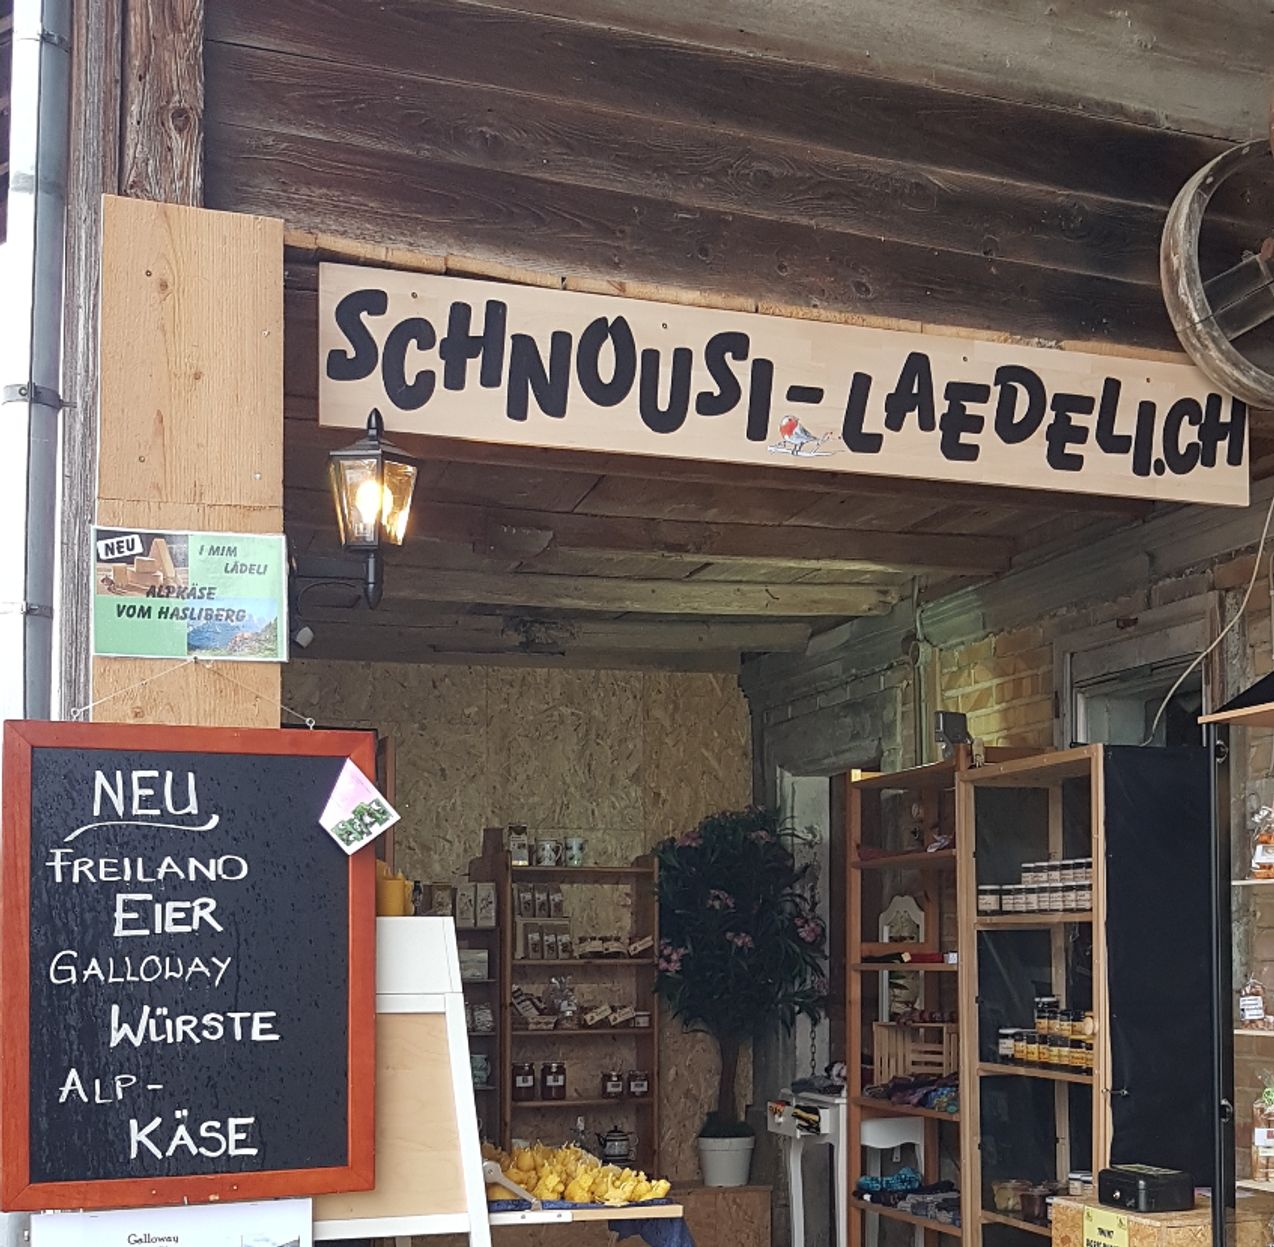 SCHNOUSI-LAEDELI.CH
NEU
I MIM
LÄDELI
ALPKÄSE
VOM HASLIBERG
NEU
FREILAND
EIER
GALLOWAY
WÜRSTE
ALP-
KÄSE
Galloway